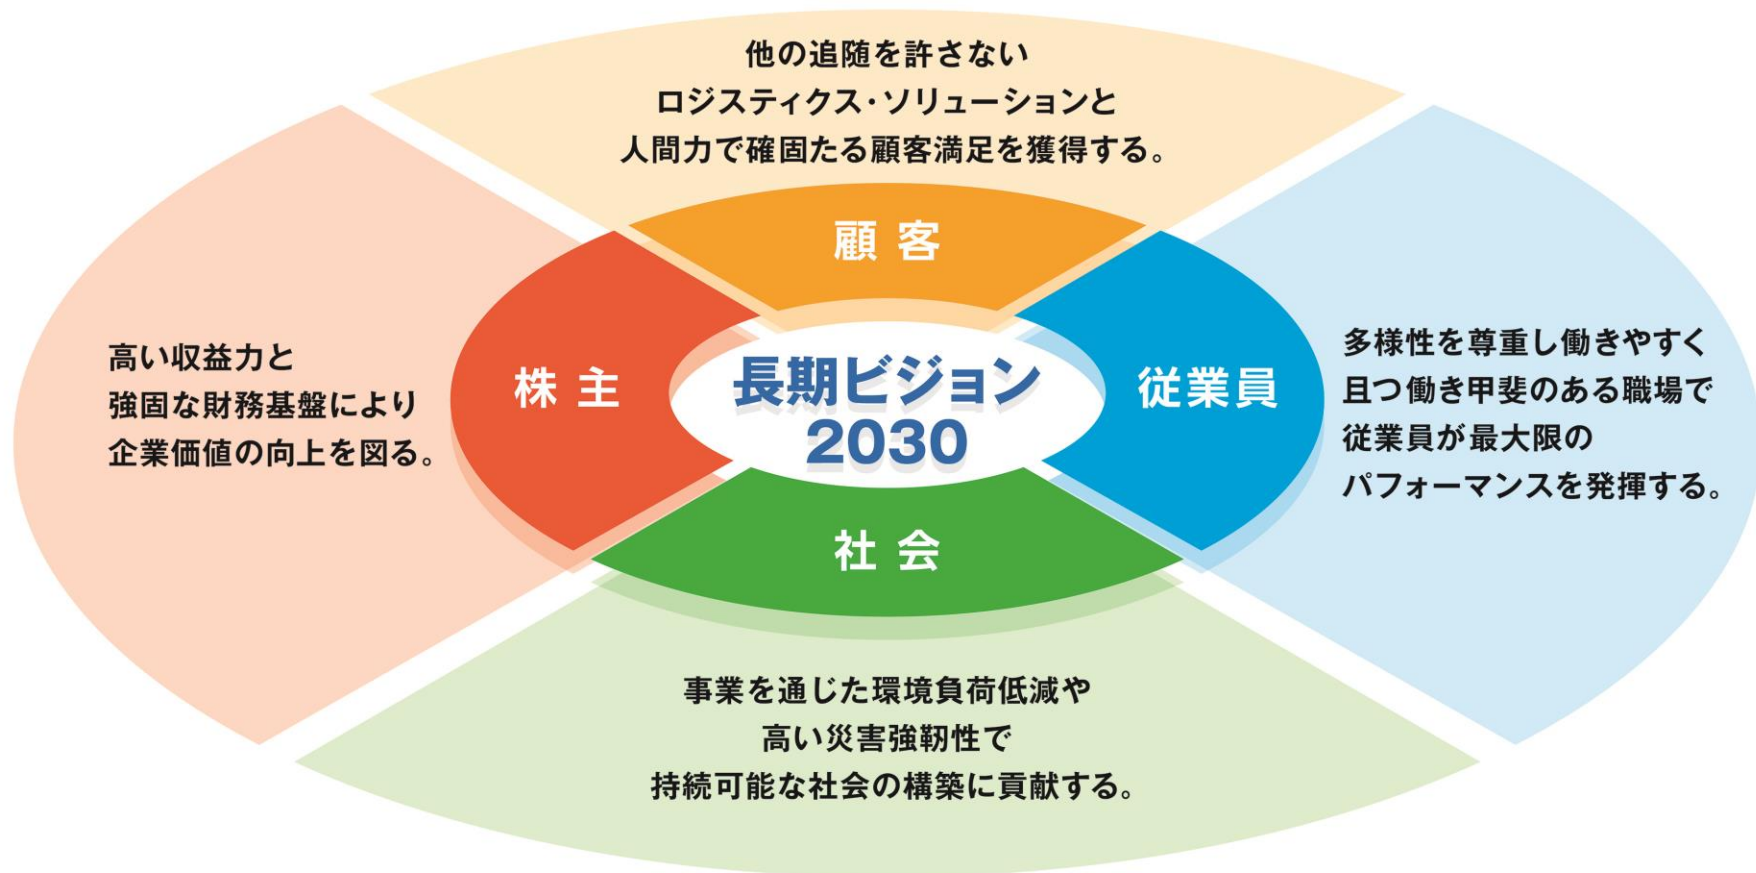 他の追随を許さない
ロジスティクス・ソリューションと
人間力で確固たる顧客満足を獲得する。
顧客
高い収益力と
強固な財務基盤により
企業価値の向上を図る。
株主
長期ビジョン
2030
従業員
多様性を尊重し働きやすく
且つ働き甲斐のある職場で
従業員が最大限の
パフォーマンスを発揮する。
社会
事業を通じた環境負荷低減や
高い災害強靭性で
持続可能な社会の構築に貢献する。